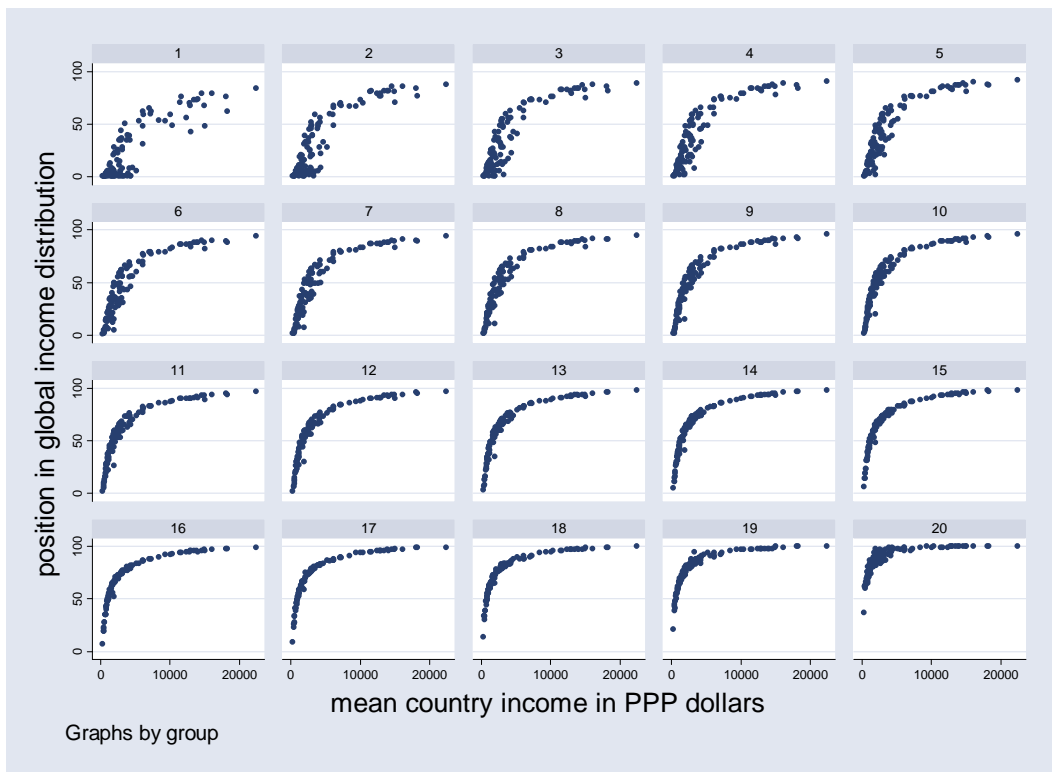 position in global income distribution
1 2 3 4 5
100
50
0
6 7 8 9 10
100
50
0
11 12 13 14 15
100
50
0
16 17 18 19 20
100
50
0
0 10000 20000 0 10000 20000 0 10000 20000 0 10000 20000 0 10000 20000
mean country income in PPP dollars
Graphs by group